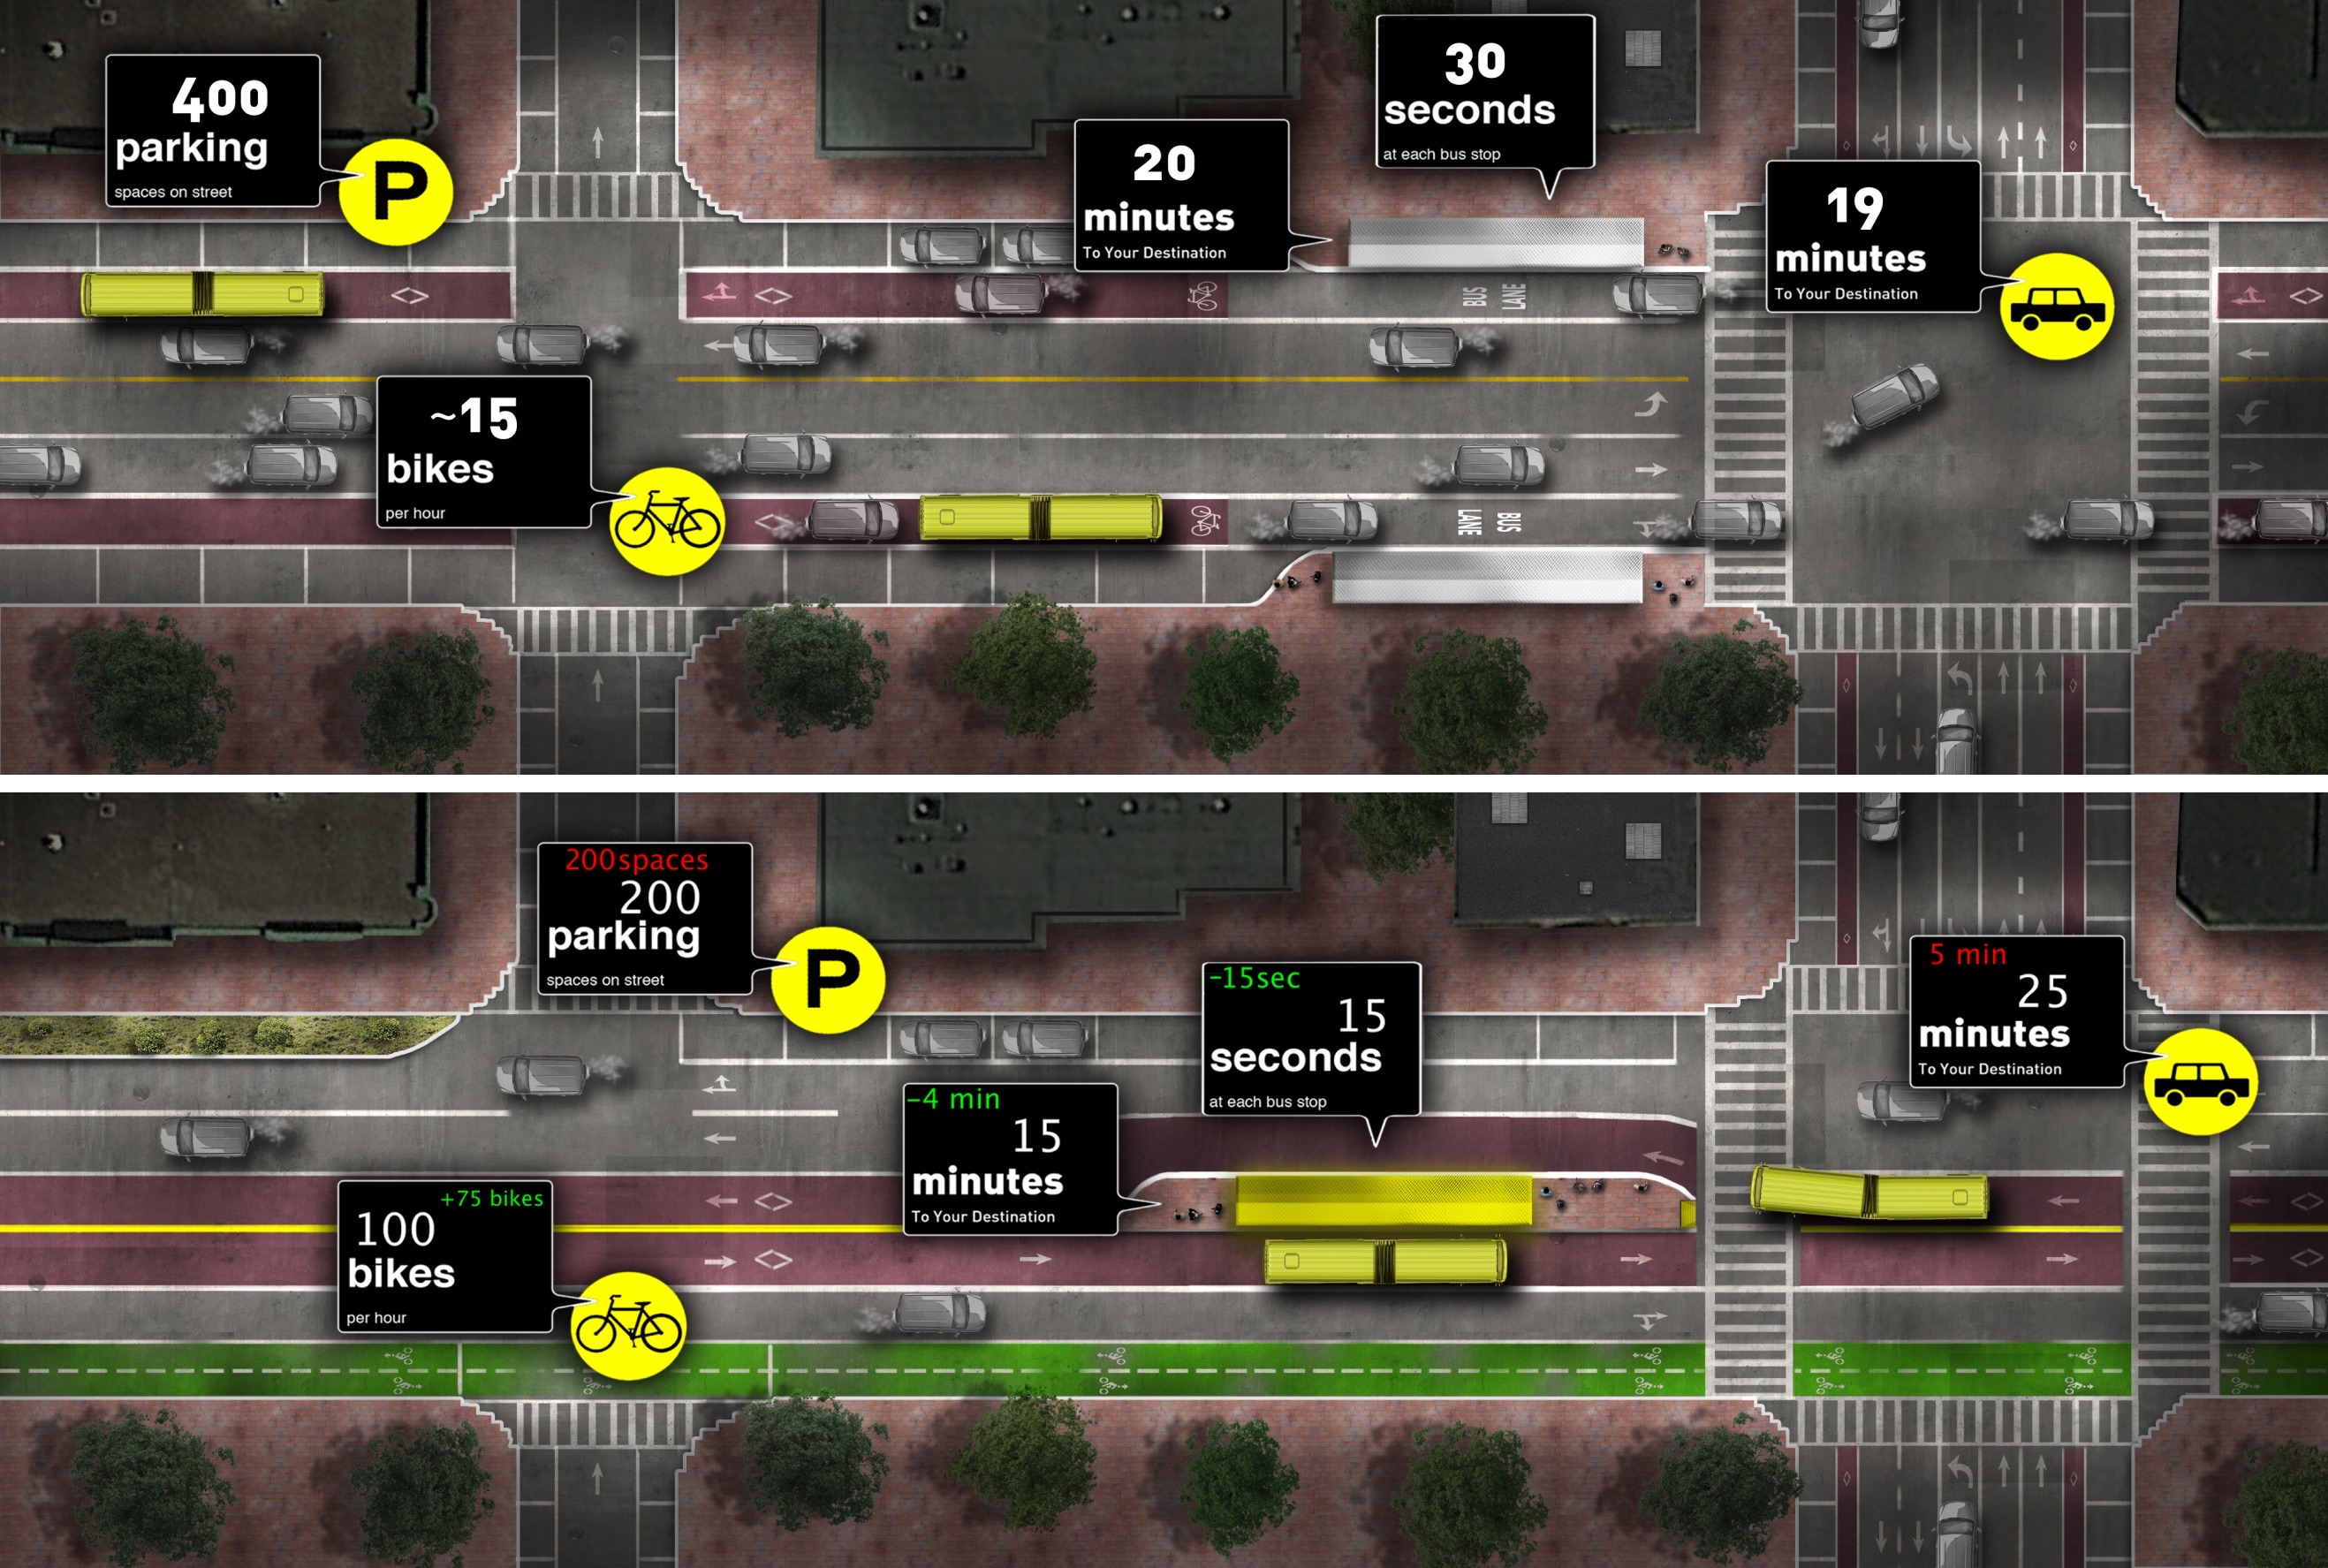 400
parking
spaces on street
P
30
seconds
at each bus stop
20
minutes
To Your Destination
19
minutes
To Your Destination
BUS
LANE
~15
bikes
per hour
BUS
LANE
200spaces
200
parking
spaces on street
P
-15sec
15
seconds
at each bus stop
5 min
25
minutes
To Your Destination
-4 min
15
minutes
To Your Destination
+75 bikes
100
bikes
per hour